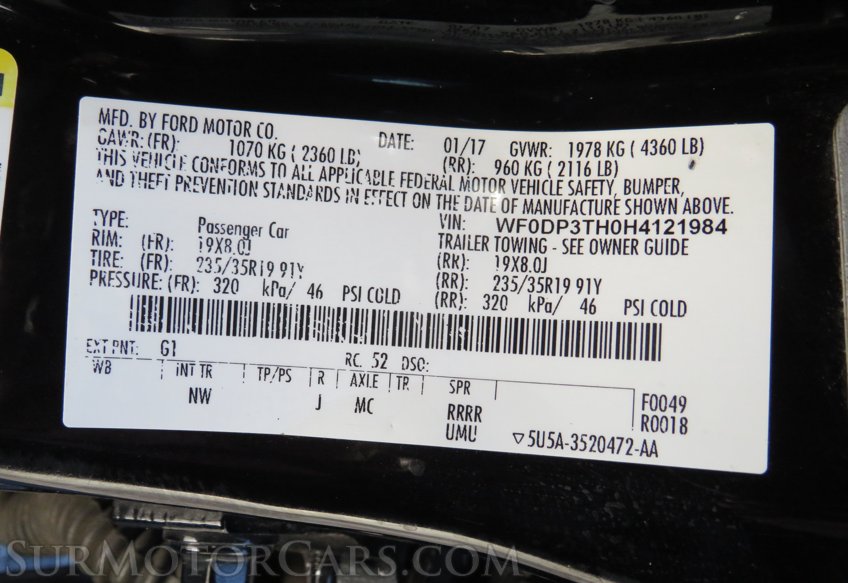 MFD. BY FORD MOTOR CO. DATE: 01/17 GVWR: 1978 KG ( 4360 LB)
GAWR: (FR): 1070 KG ( 2360 LB) (RR): 960 KG ( 2116 LB)
THIS VEHICLE CONFORMS TO ALL APPLICABLE FEDERAL MOTOR VEHICLE SAFETY, BUMPER,
AND THEFT PREVENTION STANDARDS IN EFFECT ON THE DATE OF MANUFACTURE SHOWN ABOVE.
VIN: WF0DP3TH0H4121984
TYPE: Passenger Car TRAILER TOWING - SEE OWNER GUIDE
RIM: (FR): 19X8.0J (RR): 19X8.0J
TIRE: (FR): 235/35R19 91Y (RR): 235/35R19 91Y
PRESSURE: (FR): 320 kPa/ 46 PSI COLD (RR): 320 kPa/ 46 PSI COLD
EXT PNT: G1 RC: 52 DSO:
WB INT TR TP/PS R AXLE TR SPR F0049
NW J MC RRRR R0018
UMU ▽5U5A-3520472-AA
SurMotorCars.com